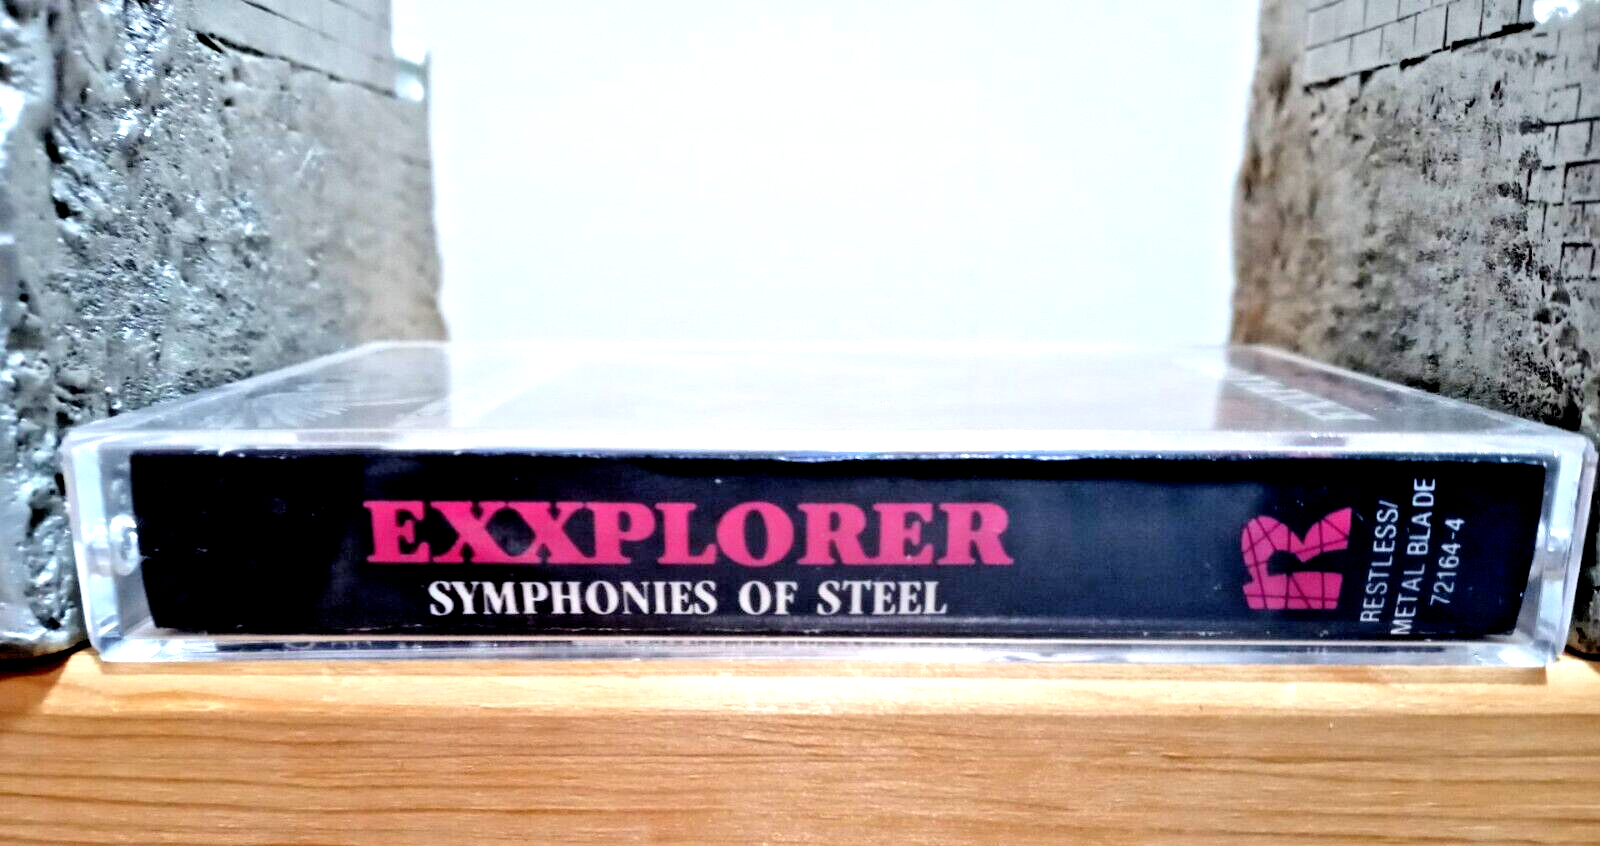 EXXPLORER
SYMPHONIES OF STEEL
R
RESTLESS/
METAL BLADE
72164-4